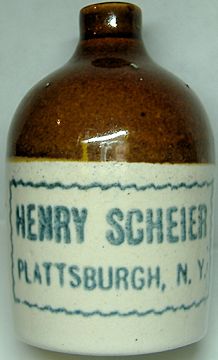 HENRY SCHEIER
PLATTSBURGH, N. Y.